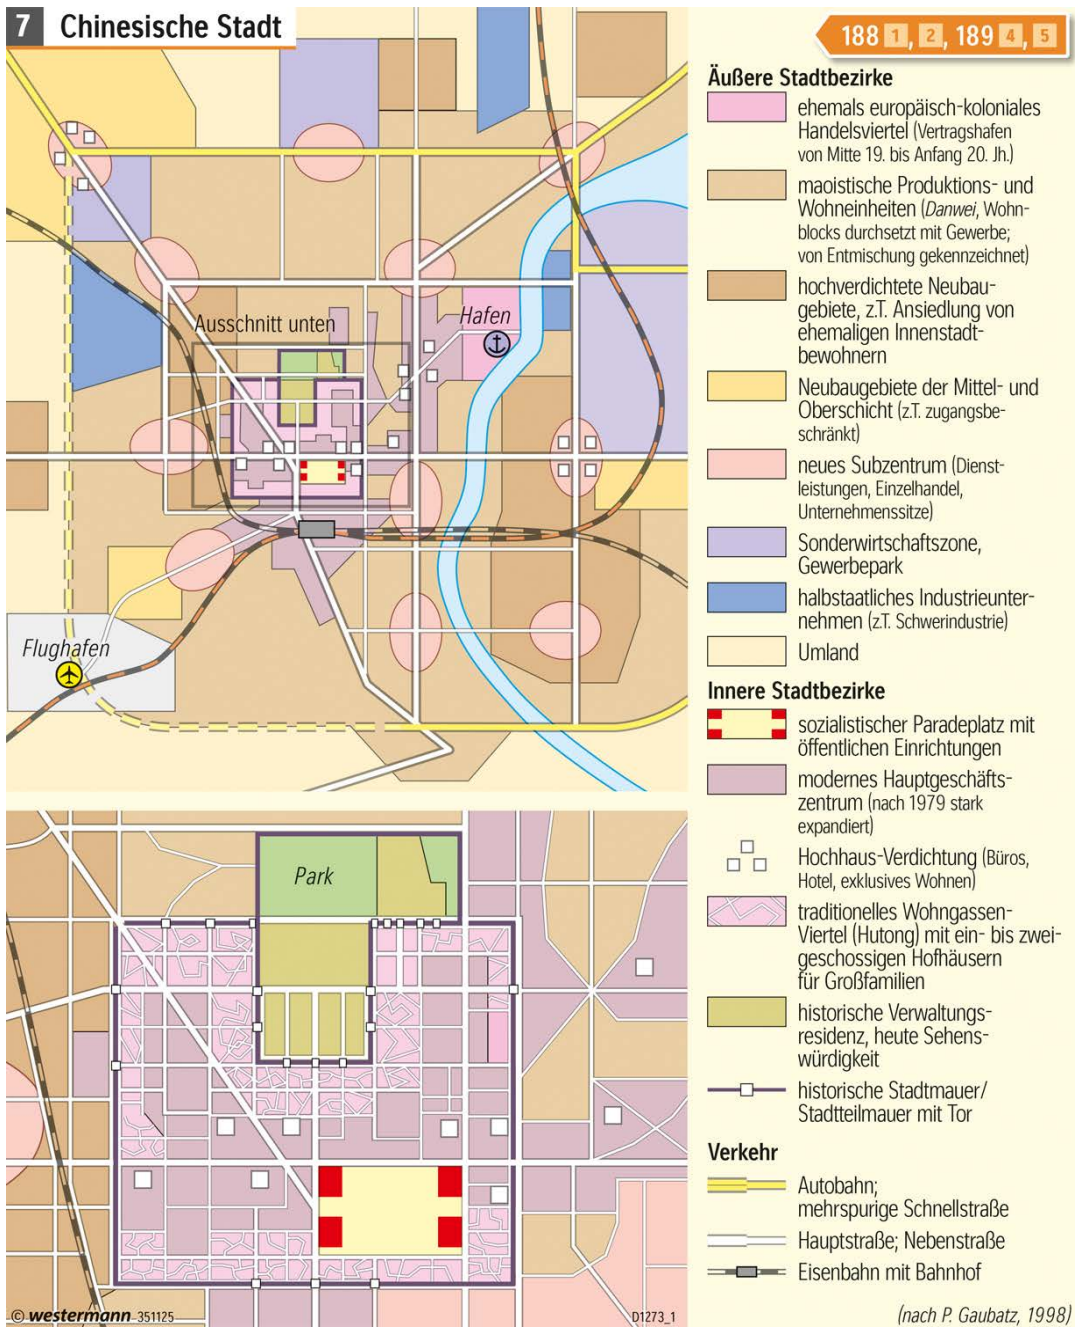 7 Chinesische Stadt
188 1, 2, 189 4, 5
Ausschnitt unten
Hafen
Flughafen
Park
Äußere Stadtbezirke
ehemals europäisch-koloniales
Handelsviertel (Vertragshafen
von Mitte 19. bis Anfang 20. Jh.)
maoistische Produktions- und
Wohneinheiten (Danwei, Wohn-
blocks durchsetzt mit Gewerbe;
von Entmischung gekennzeichnet)
hochverdichtete Neubau-
gebiete, z.T. Ansiedlung von
ehemaligen Innenstadt-
bewohnern
Neubaugebiete der Mittel- und
Oberschicht (z.T. zugangsbe-
schränkt)
neues Subzentrum (Dienst-
leistungen, Einzelhandel,
Unternehmenssitze)
Sonderwirtschaftszone,
Gewerbepark
halbstaatliches Industrieunter-
nehmen (z.T. Schwerindustrie)
Umland
Innere Stadtbezirke
sozialistischer Paradeplatz mit
öffentlichen Einrichtungen
modernes Hauptgeschäfts-
zentrum (nach 1979 stark
expandiert)
Hochhaus-Verdichtung (Büros,
Hotel, exklusives Wohnen)
traditionelles Wohngassen-
Viertel (Hutong) mit ein- bis zwei-
geschossigen Hofhäusern
für Großfamilien
historische Verwaltungs-
residenz, heute Sehens-
würdigkeit
historische Stadtmauer/
Stadtteilmauer mit Tor
Verkehr
Autobahn;
mehrspurige Schnellstraße
Hauptstraße; Nebenstraße
Eisenbahn mit Bahnhof
© westermann 351125
D1273_1
(nach P. Gaubatz, 1998)